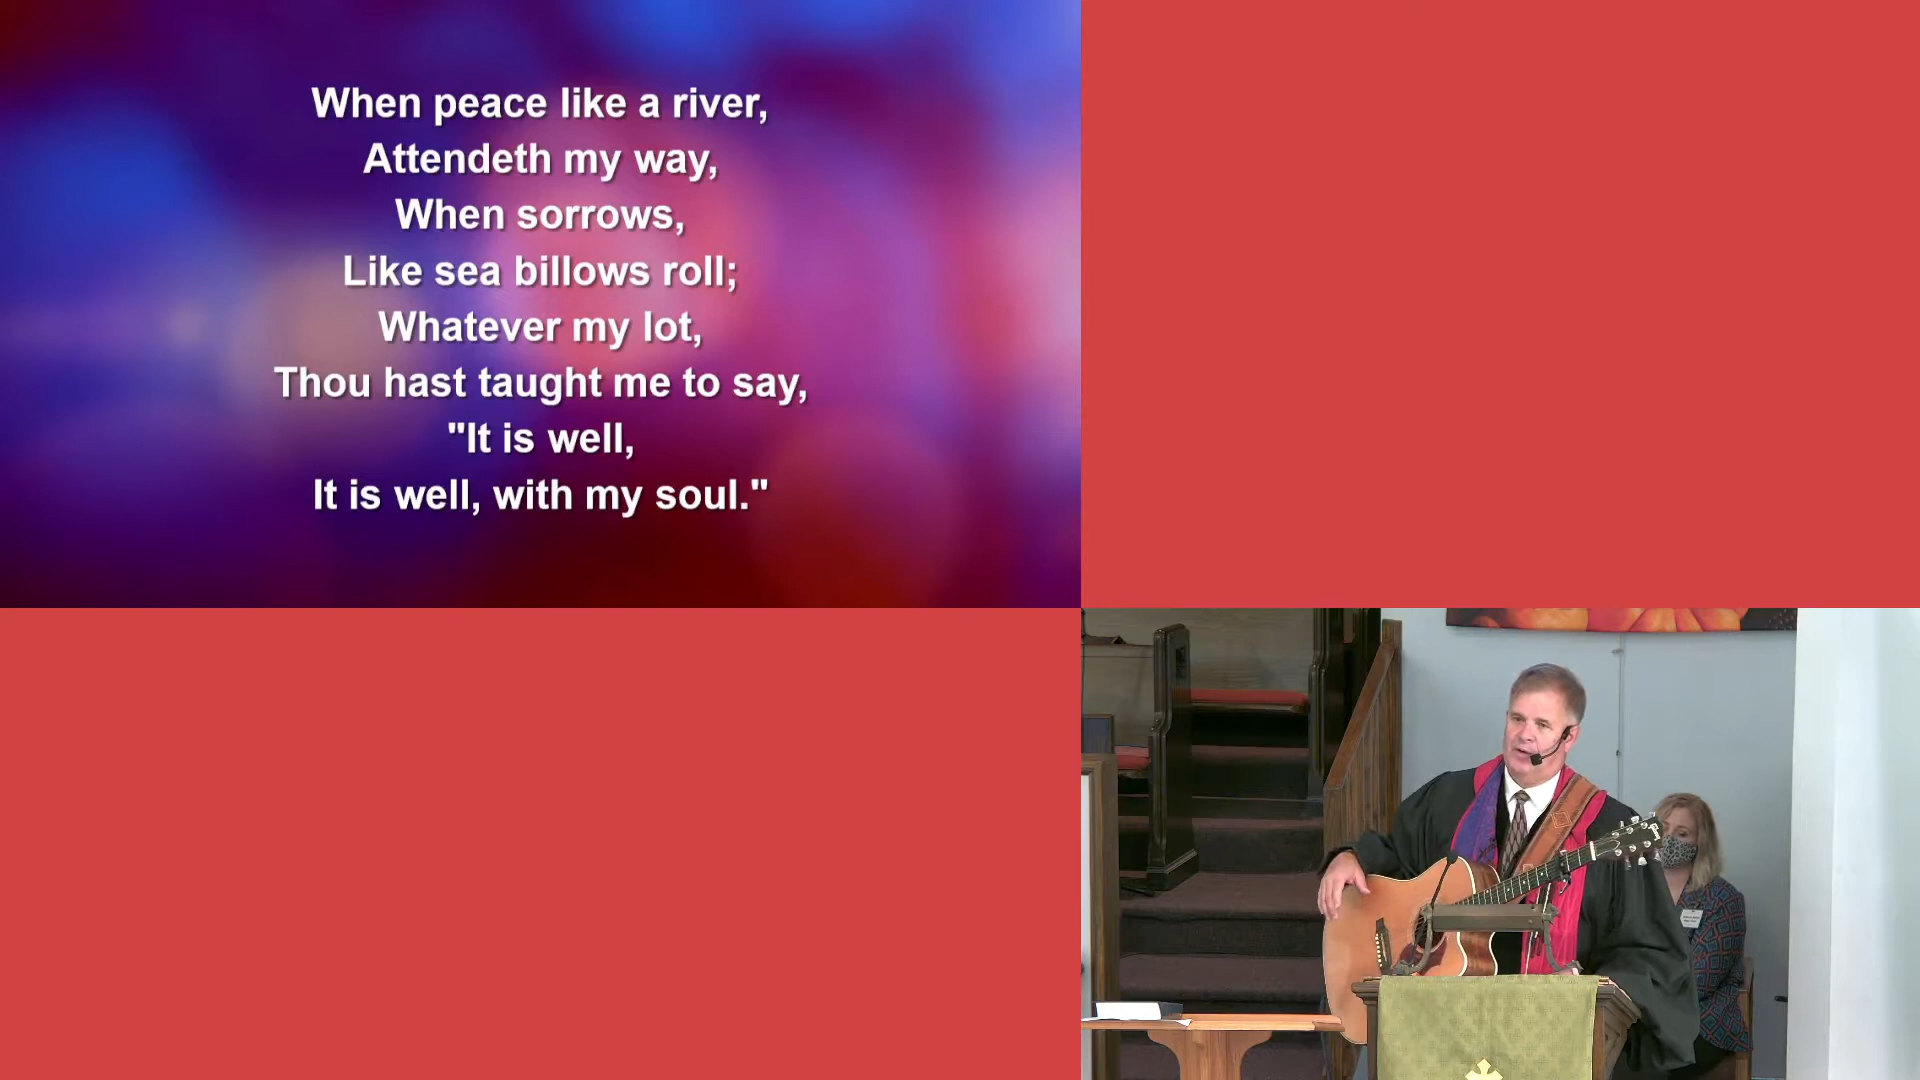 When peace like a river,
Attendeth my way,
When sorrows,
Like sea billows roll;
Whatever my lot,
Thou hast taught me to say,
"It is well,
It is well, with my soul."